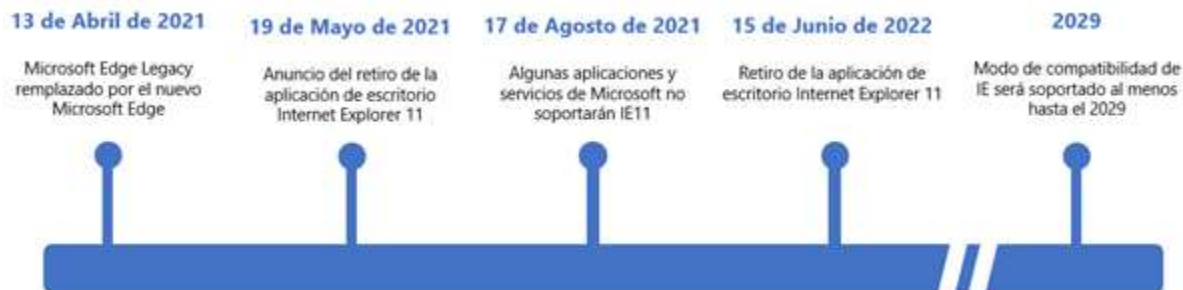 13 de Abril de 2021
Microsoft Edge Legacy
remplazado por el nuevo
Microsoft Edge
19 de Mayo de 2021
Anuncio del retiro de la
aplicación de escritorio
Internet Explorer 11
17 de Agosto de 2021
Algunas aplicaciones y
servicios de Microsoft no
soportarán IE11
15 de Junio de 2022
Retiro de la aplicación de
escritorio Internet Explorer 11
2029
Modo de compatibilidad de
IE será soportado al menos
hasta el 2029